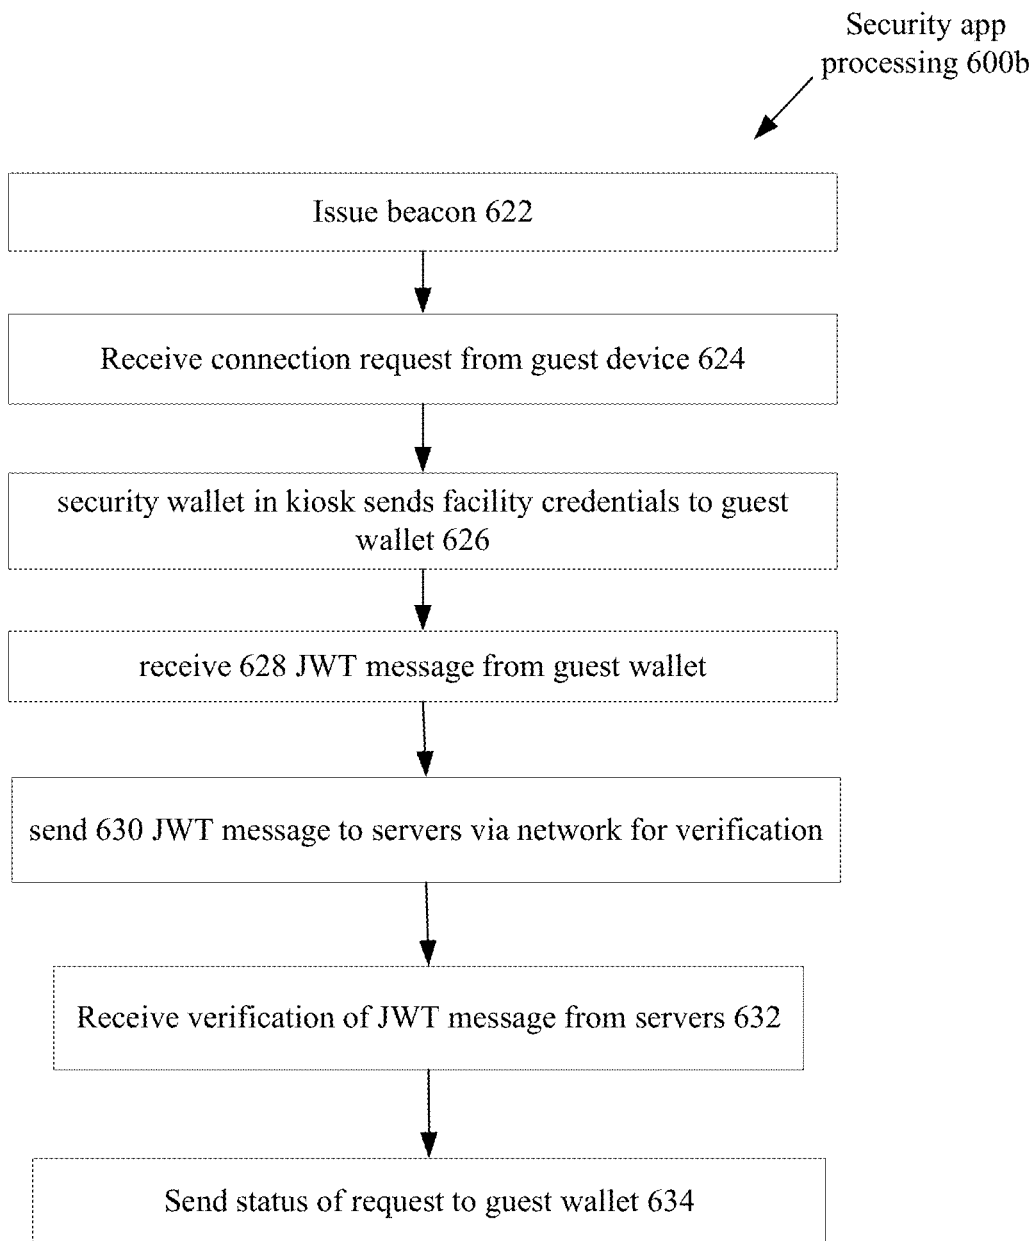 Security app
processing 600b
Issue beacon 622
Receive connection request from guest device 624
security wallet in kiosk sends facility credentials to guest
wallet 626
receive 628 JWT message from guest wallet
send 630 JWT message to servers via network for verification
Receive verification of JWT message from servers 632
Send status of request to guest wallet 634